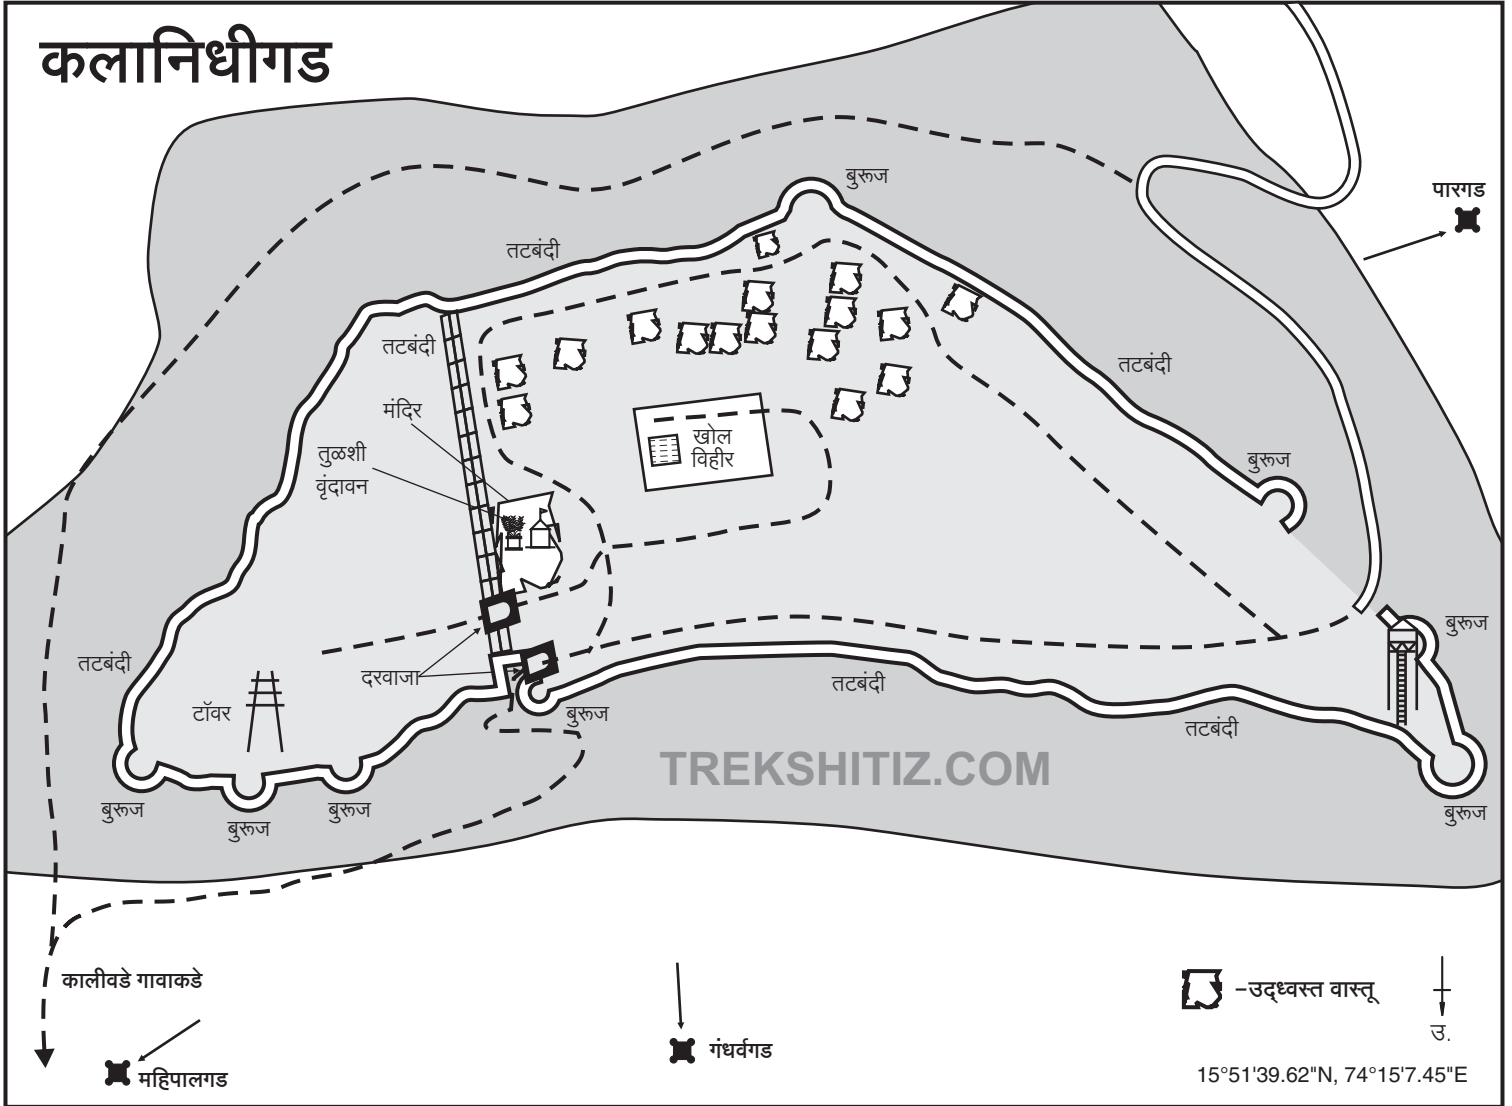 कलानिधीगड
बुरूज
पारगड
तटबंदी
तटबंदी
तटबंदी
मंदिर
खोल
विहीर
तुळशी
वृंदावन
बुरूज
बुरूज
तटबंदी
दरवाजा
तटबंदी
टॉवर
बुरूज
तटबंदी
TREKSHITIZ.COM
बुरूज
बुरूज
बुरूज
बुरूज
कालीवडे गावाकडे
-उद्ध्वस्त वास्तू
उ.
गंधर्वगड
महिपालगड
15°51'39.62"N, 74°15'7.45"E